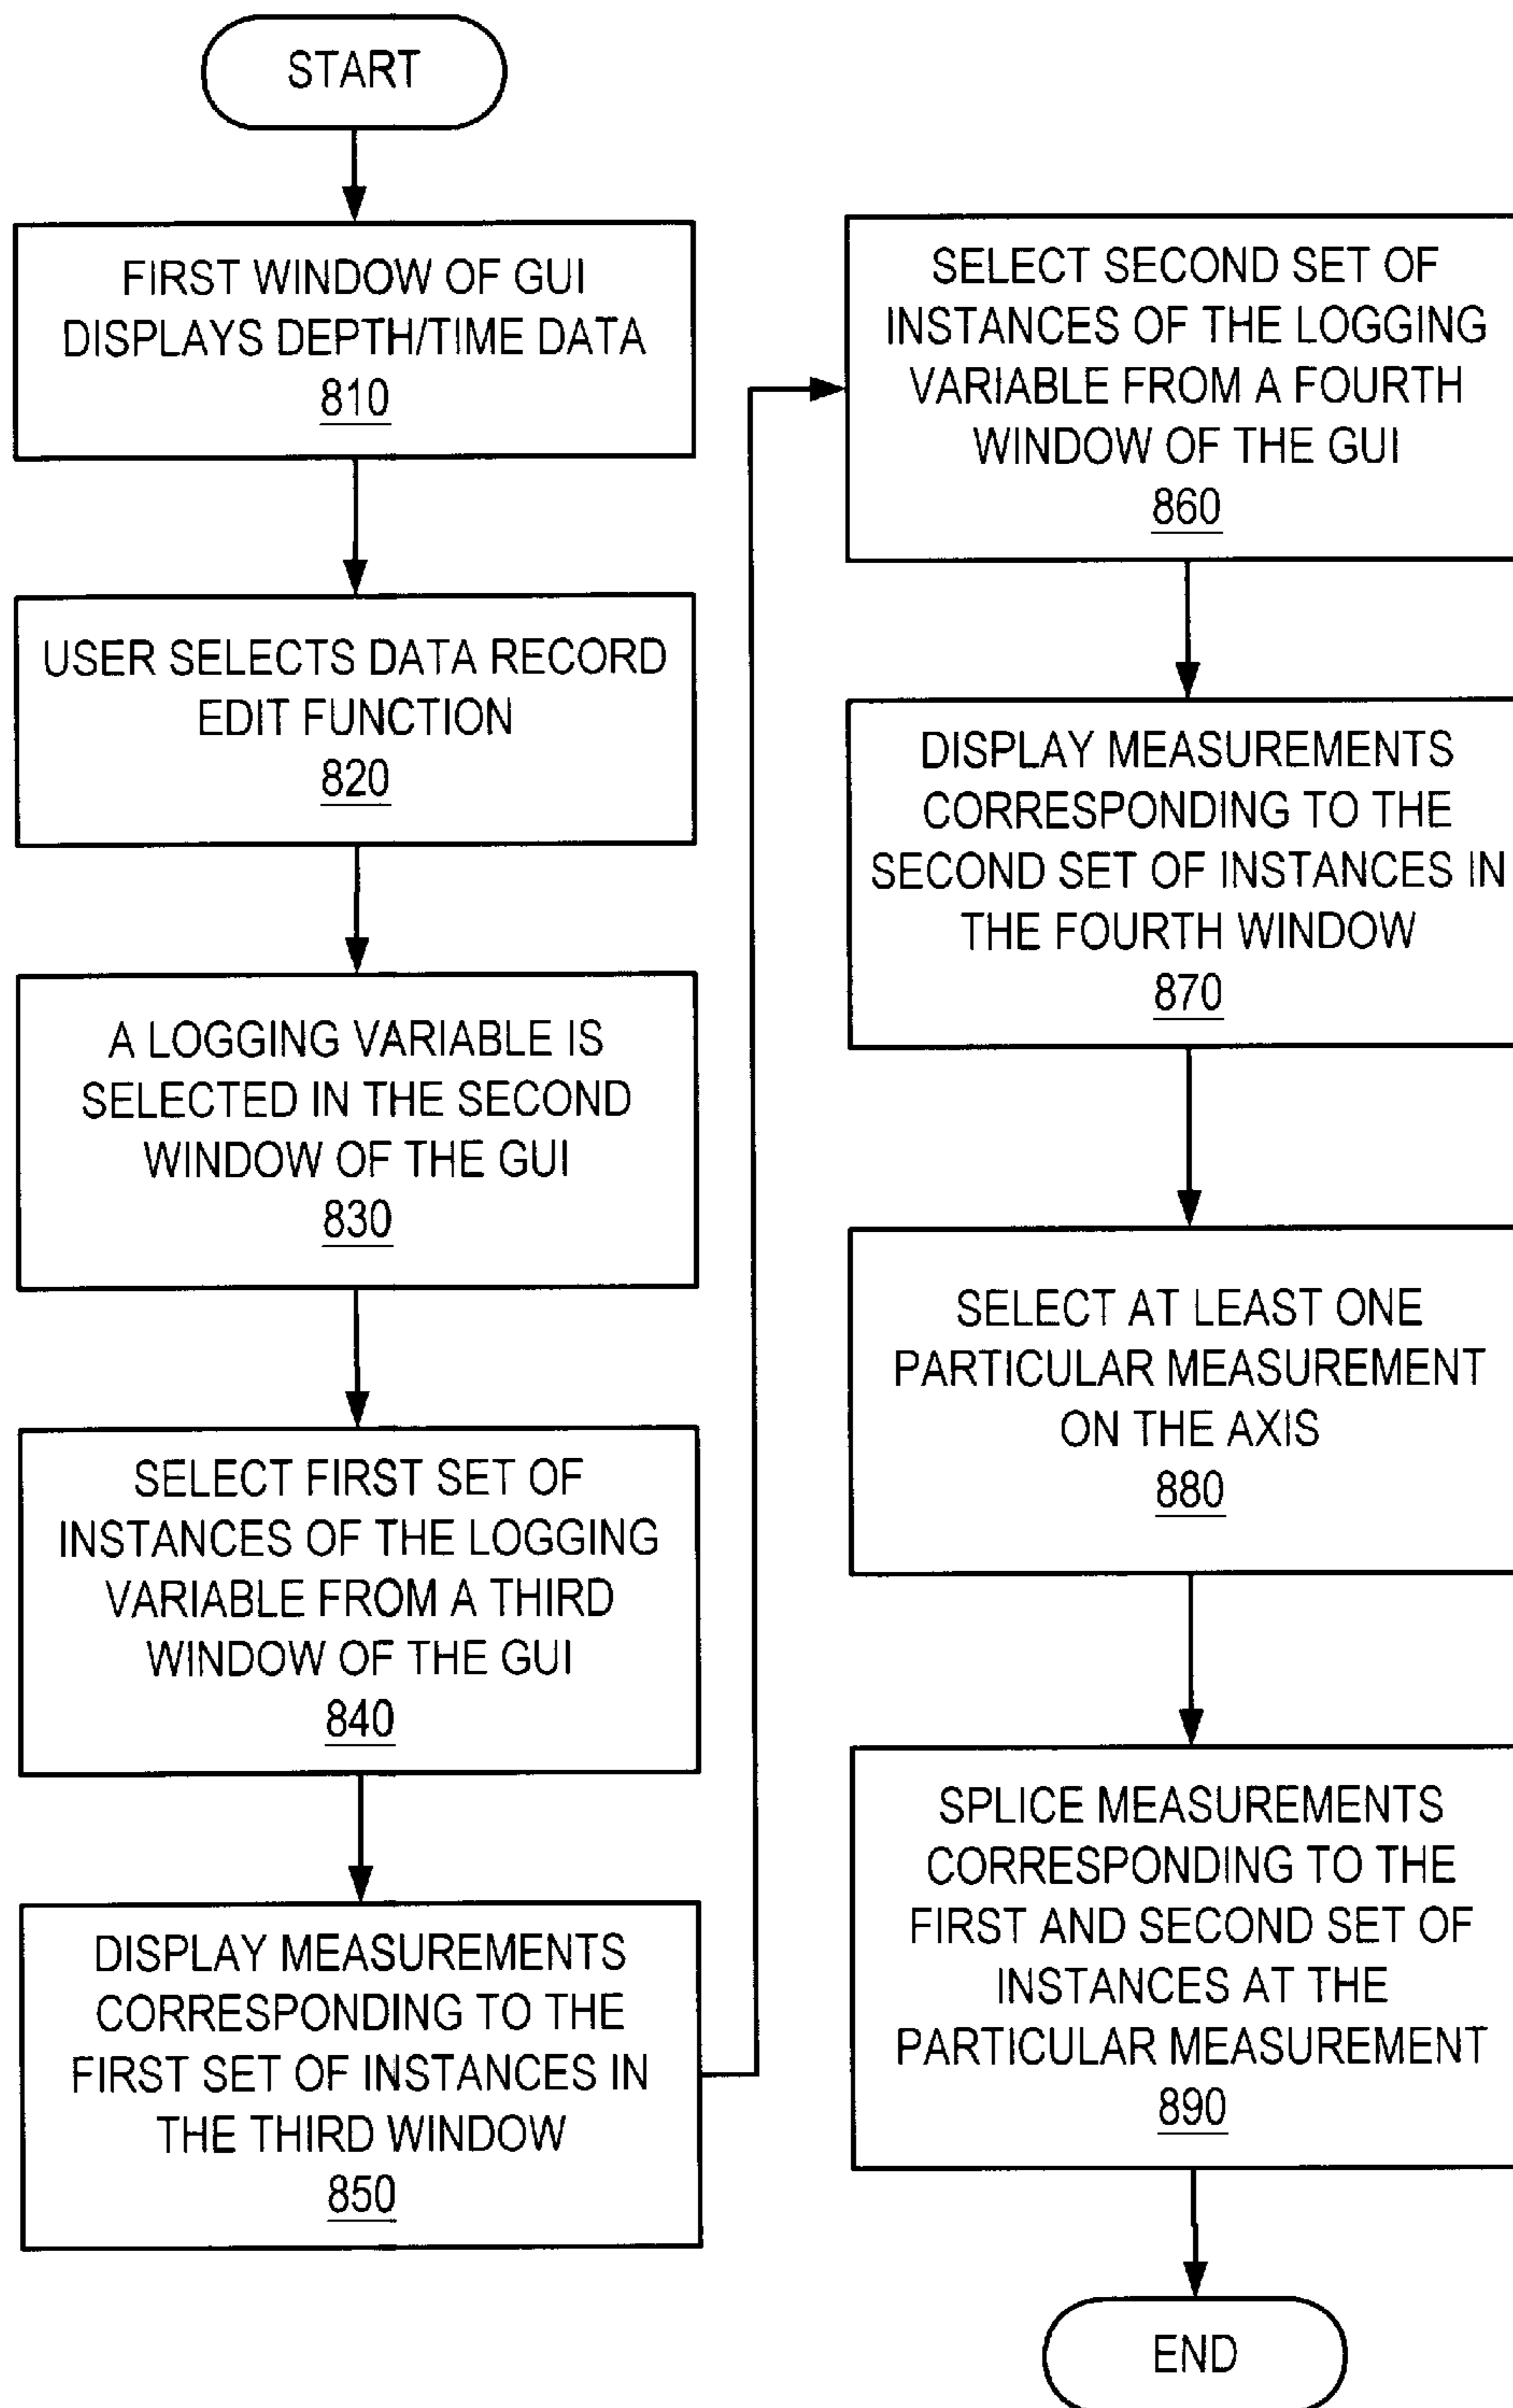 START
FIRST WINDOW OF GUI
DISPLAYS DEPTH/TIME DATA
810
USER SELECTS DATA RECORD
EDIT FUNCTION
820
A LOGGING VARIABLE IS
SELECTED IN THE SECOND
WINDOW OF THE GUI
830
SELECT FIRST SET OF
INSTANCES OF THE LOGGING
VARIABLE FROM A THIRD
WINDOW OF THE GUI
840
DISPLAY MEASUREMENTS
CORRESPONDING TO THE
FIRST SET OF INSTANCES IN
THE THIRD WINDOW
850
SELECT SECOND SET OF
INSTANCES OF THE LOGGING
VARIABLE FROM A FOURTH
WINDOW OF THE GUI
860
DISPLAY MEASUREMENTS
CORRESPONDING TO THE
SECOND SET OF INSTANCES IN
THE FOURTH WINDOW
870
SELECT AT LEAST ONE
PARTICULAR MEASUREMENT
ON THE AXIS
880
SPLICE MEASUREMENTS
CORRESPONDING TO THE
FIRST AND SECOND SET OF
INSTANCES AT THE
PARTICULAR MEASUREMENT
890
END